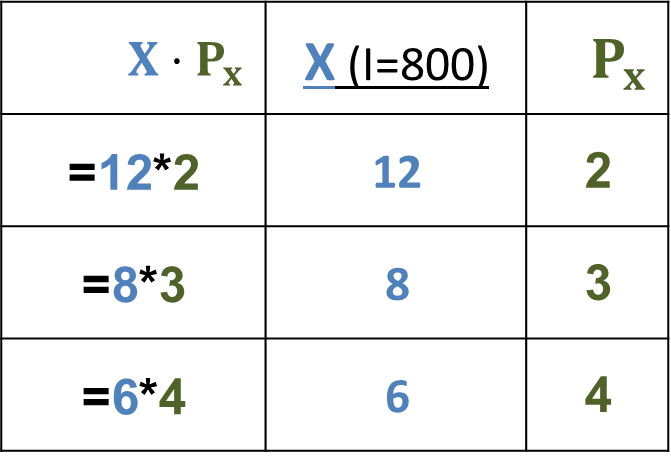 X · Px X (I=800) Px
=12*2 12 2
=8*3 8 3
=6*4 6 4